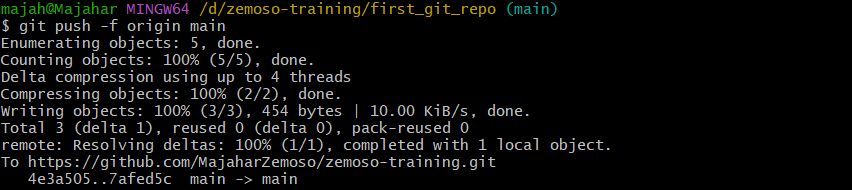 majah@Majahar MINGW64 /d/zemoso-training/first_git_repo (main)
$ git push -f origin main
Enumerating objects: 5, done.
Counting objects: 100% (5/5), done.
Delta compression using up to 4 threads
Compressing objects: 100% (2/2), done.
Writing objects: 100% (3/3), 454 bytes | 10.00 KiB/s, done.
Total 3 (delta 1), reused 0 (delta 0), pack-reused 0
remote: Resolving deltas: 100% (1/1), completed with 1 local object.
To https://github.com/MajaharZemoso/zemoso-training.git
   4e3a505..7afed5c  main -> main